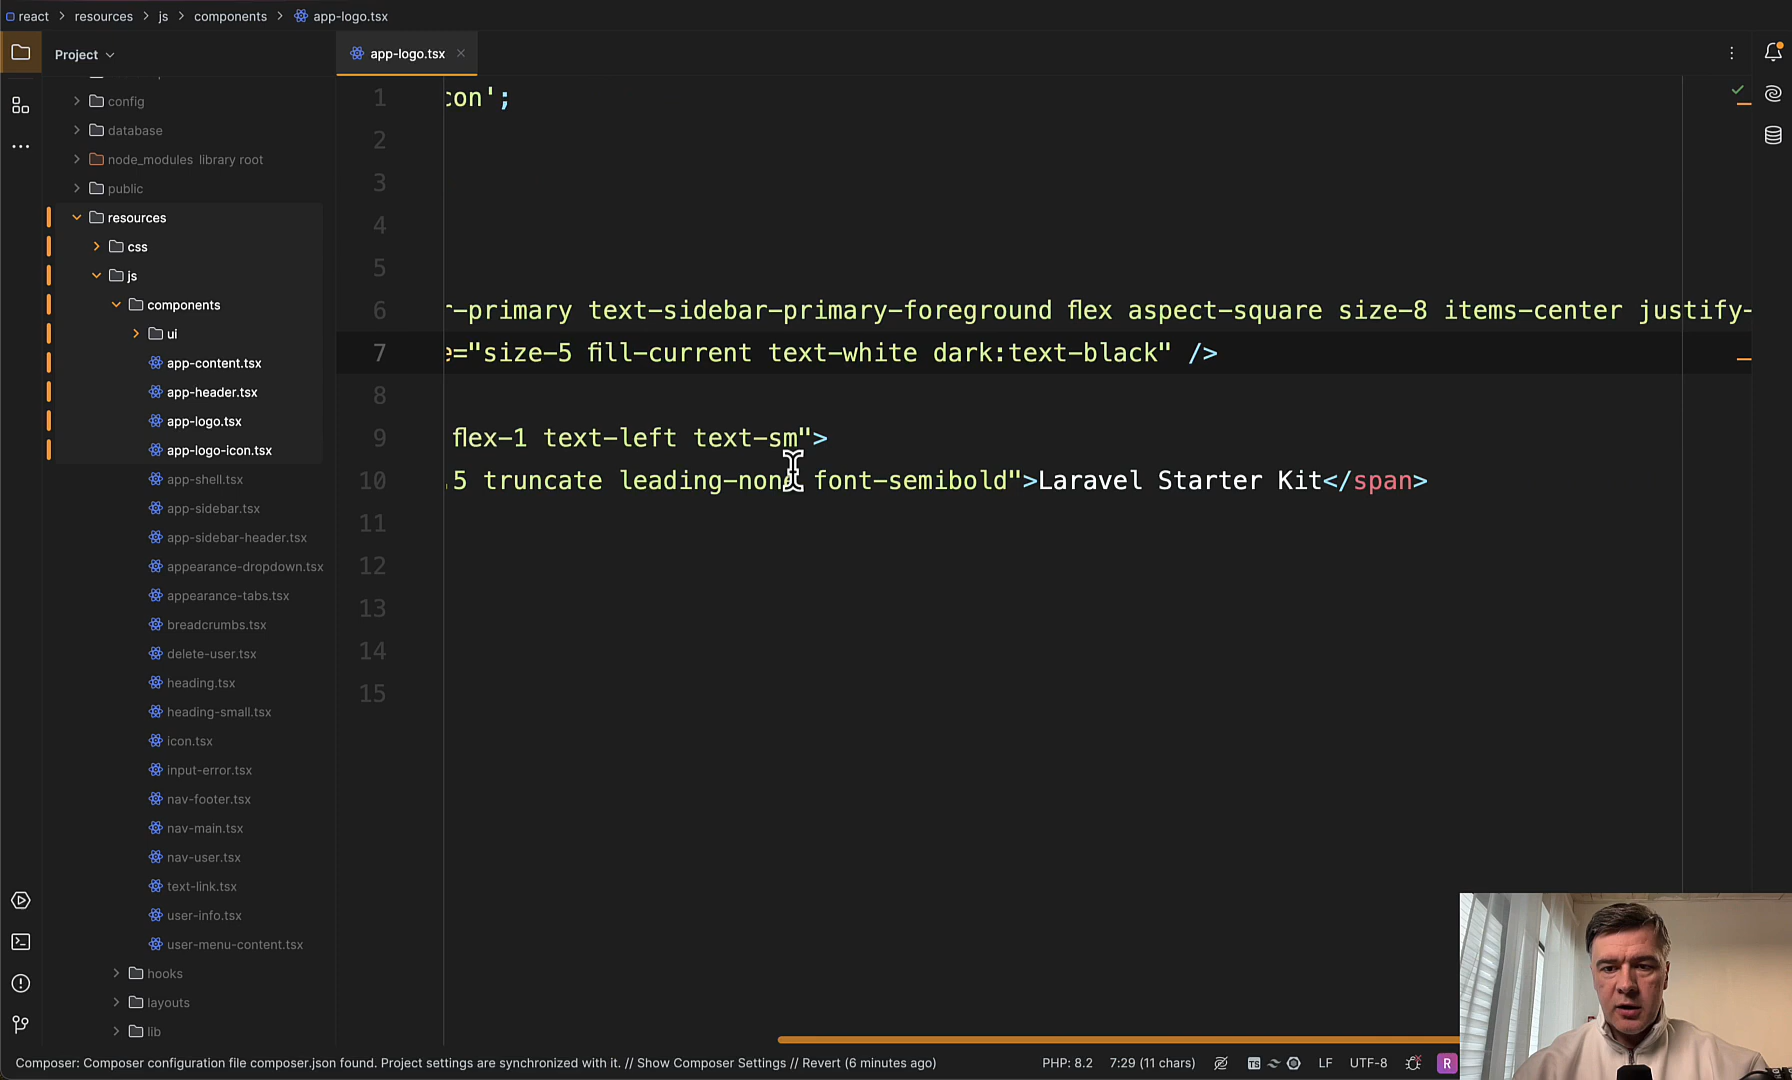 react > resources > js > components > app-logo.tsx
Project
app-logo.tsx
config
database
node_modules library root
public
resources
css
js
components
ui
app-content.tsx
app-header.tsx
app-logo.tsx
app-logo-icon.tsx
app-shell.tsx
app-sidebar.tsx
app-sidebar-header.tsx
appearance-dropdown.tsx
appearance-tabs.tsx
breadcrumbs.tsx
delete-user.tsx
heading.tsx
heading-small.tsx
icon.tsx
input-error.tsx
nav-footer.tsx
nav-main.tsx
nav-user.tsx
text-link.tsx
user-info.tsx
user-menu-content.tsx
hooks
layouts
lib
1 con';
2
3
4
5
6 r-primary text-sidebar-primary-foreground flex aspect-square size-8 items-center justify-
7 e="size-5 fill-current text-white dark:text-black" />
8
9 flex-1 text-left text-sm">
10 .5 truncate leading-none font-semibold">Laravel Starter Kit</span>
11
12
13
14
15
Composer: Composer configuration file composer.json found. Project settings are synchronized with it. // Show Composer Settings // Revert (6 minutes ago)
PHP: 8.2 7:29 (11 chars) TS LF UTF-8 R